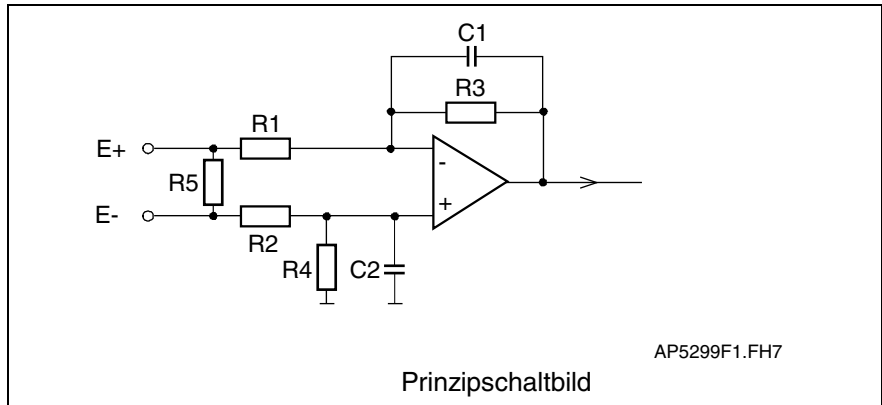 C1
R3
R1
E+
R5
-
+
E-
R2
R4
C2
AP5299F1.FH7
Prinzipschaltbild